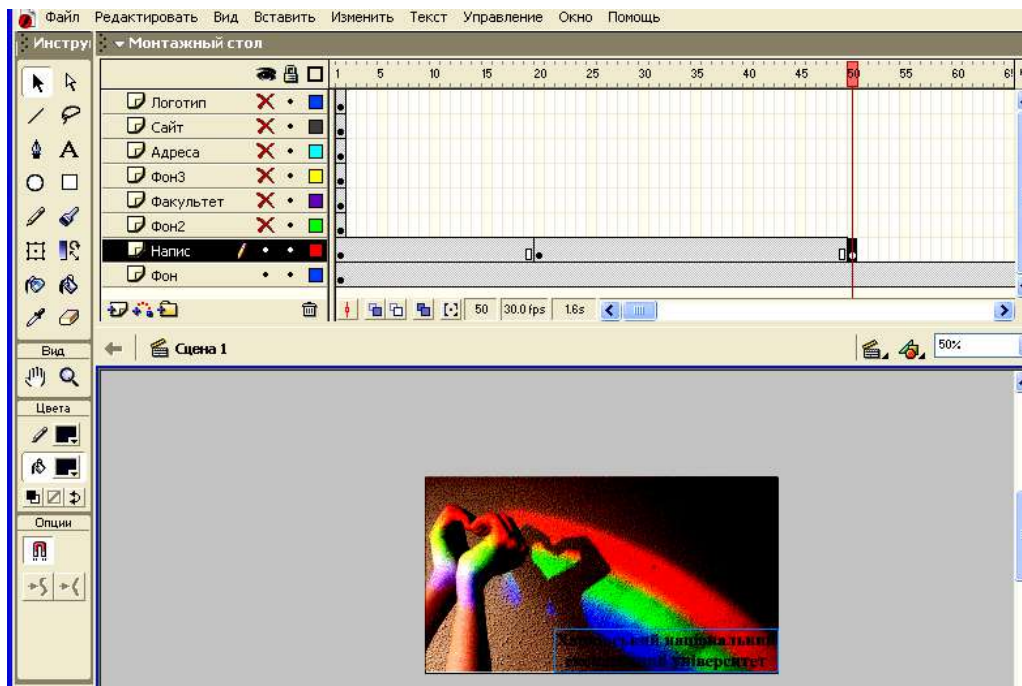 Файл Редактировать Вид Вставить Изменить Текст Управление Окно Помощь
Инстру
Монтажный стол
1 5 10 15 20 25 30 35 40 45 50 55 60 6
Логотип
Сайт
Адреса
Фон3
Факультет
Фон2
Напис
Фон
50 30.0 fps 1.6s
Вид
Сцена 1
50%
Цвета
Опции
національний
університет